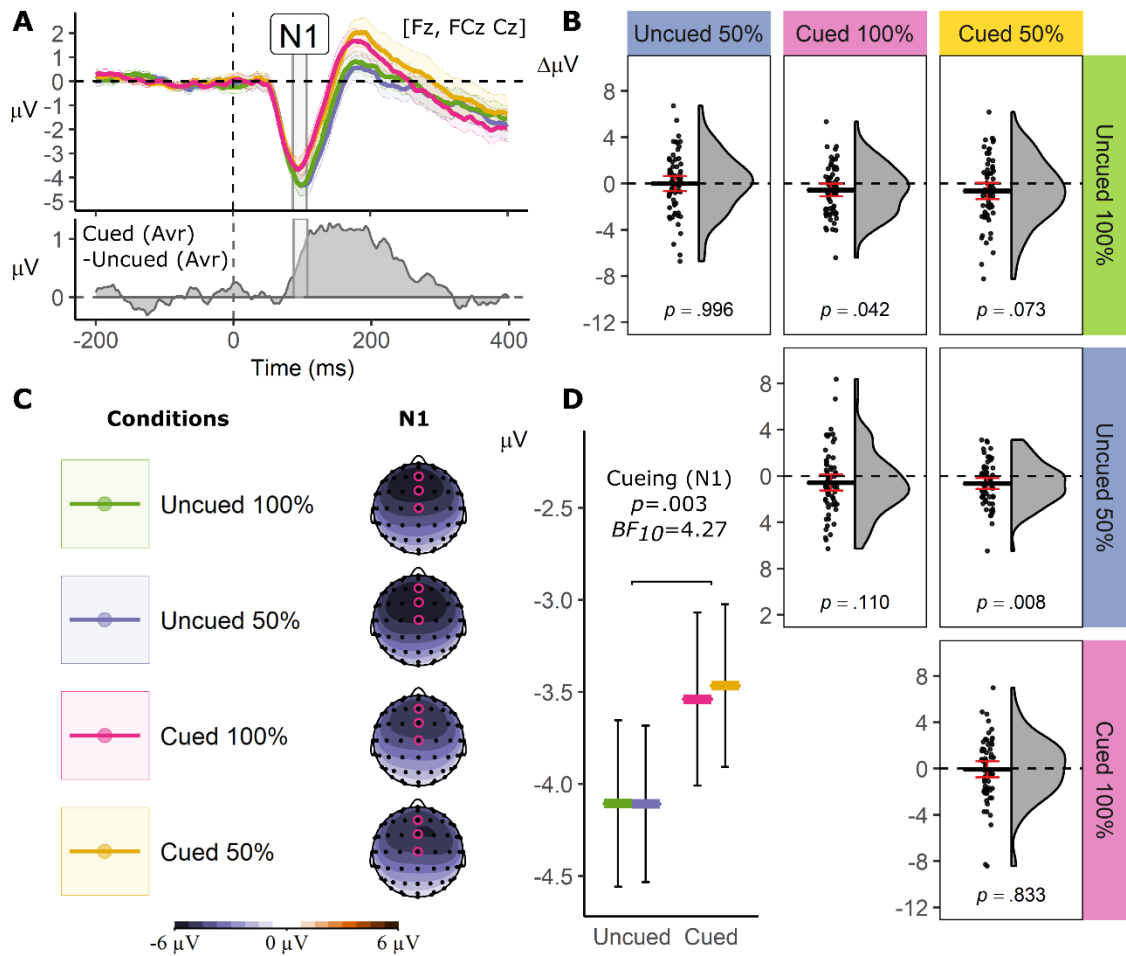 A
N1
[Fz, FCz Cz]
2
1
0
-1
-2
-3
-4
-5
μV
Cued (Avr)
-Uncued (Avr)
1
0
μV
-200
0
200
400
Time (ms)
B
Uncued 50%
Cued 100%
Cued 50%
ΔμV
8
4
0
-4
-8
-12
p = .996
p = .042
p = .073
Uncued 100%
8
4
0
4
8
2
p = .110
p = .008
Uncued 50%
8
4
0
-4
-8
-12
p = .833
Cued 100%
C
Conditions
N1
Uncued 100%
Uncued 50%
Cued 100%
Cued 50%
-6 μV
0 μV
6 μV
D
μV
Cueing (N1)
p=.003
BF10=4.27
-2.5
-3.0
-3.5
-4.0
-4.5
Uncued
Cued